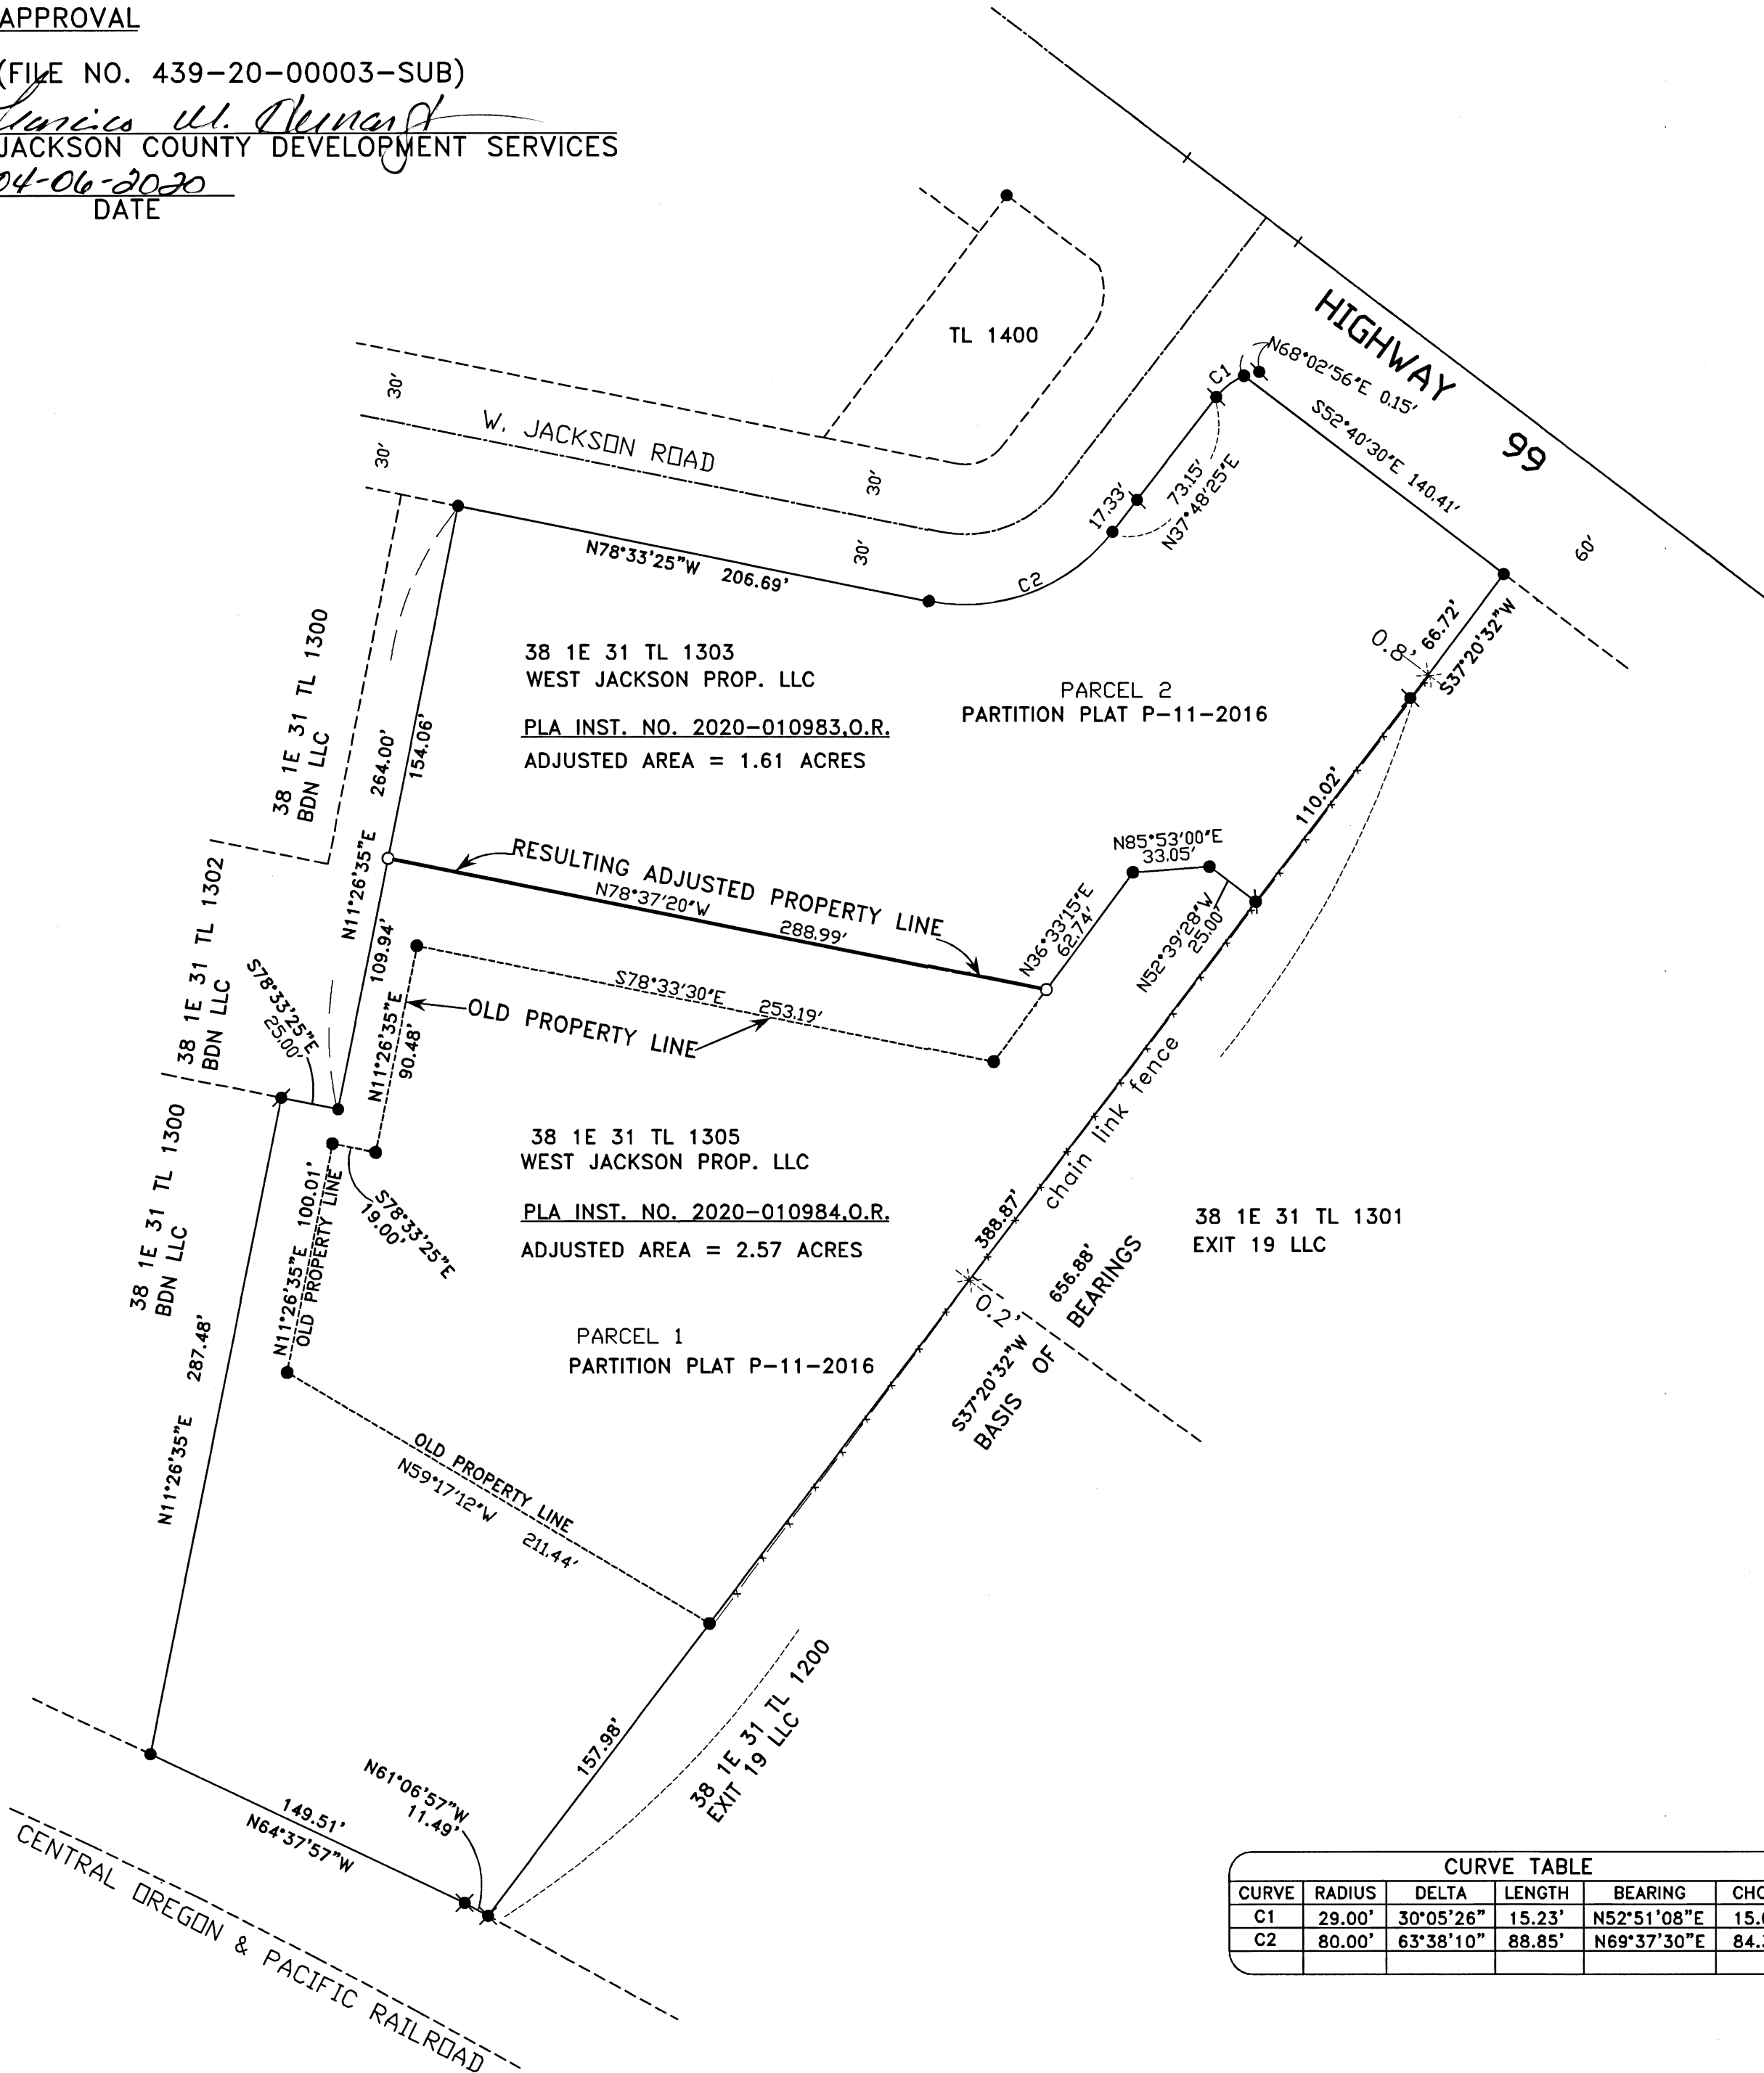 APPROVAL
(FILE NO. 439-20-00003-SUB)
JACKSON COUNTY DEVELOPMENT SERVICES
04-06-2020
DATE
HIGHWAY 99
60'
TL 1400
30'
W. JACKSON ROAD
30'
30'
30'
N68°02'56"E 0.15'
C1
S52°40'30"E 140.41'
73.15'
N37°48'25"E
17.33'
C2
N78°33'25"W 206.69'
66.72'
S37°20'32"W
0.8'
38 1E 31 TL 1300
BDN LLC
264.00'
154.06'
N11°26'35"E
38 1E 31 TL 1303
WEST JACKSON PROP. LLC
PLA INST. NO. 2020-010983,O.R.
ADJUSTED AREA = 1.61 ACRES
PARCEL 2
PARTITION PLAT P-11-2016
110.02'
N85°53'00"E
33.05'
N52°39'28"W
25.00'
N36°33'15"E
62.74'
RESULTING ADJUSTED PROPERTY LINE
N78°37'20"W
288.99'
38 1E 31 TL 1302
BDN LLC
109.94'
S78°33'25"E
25.00'
S78°33'30"E 253.19'
OLD PROPERTY LINE
N11°26'35"E
90.48'
chain link fence
38 1E 31 TL 1300
BDN LLC
N11°26'35"E 100.01'
OLD PROPERTY LINE
S78°33'25"E
19.00'
38 1E 31 TL 1305
WEST JACKSON PROP. LLC
PLA INST. NO. 2020-010984,O.R.
ADJUSTED AREA = 2.57 ACRES
388.87'
38 1E 31 TL 1301
EXIT 19 LLC
0.2'
S37°20'32"W 656.88'
BASIS OF BEARINGS
PARCEL 1
PARTITION PLAT P-11-2016
N11°26'35"E 287.48'
OLD PROPERTY LINE
N59°17'12"W 211.44'
157.98'
38 1E 31 TL 1200
EXIT 19 LLC
N61°06'57"W
11.49'
149.51'
N64°37'57"W
CENTRAL OREGON & PACIFIC RAILROAD
CURVE TABLE
CURVE RADIUS DELTA LENGTH BEARING CHO
C1 29.00' 30°05'26" 15.23' N52°51'08"E 15.
C2 80.00' 63°38'10" 88.85' N69°37'30"E 84.